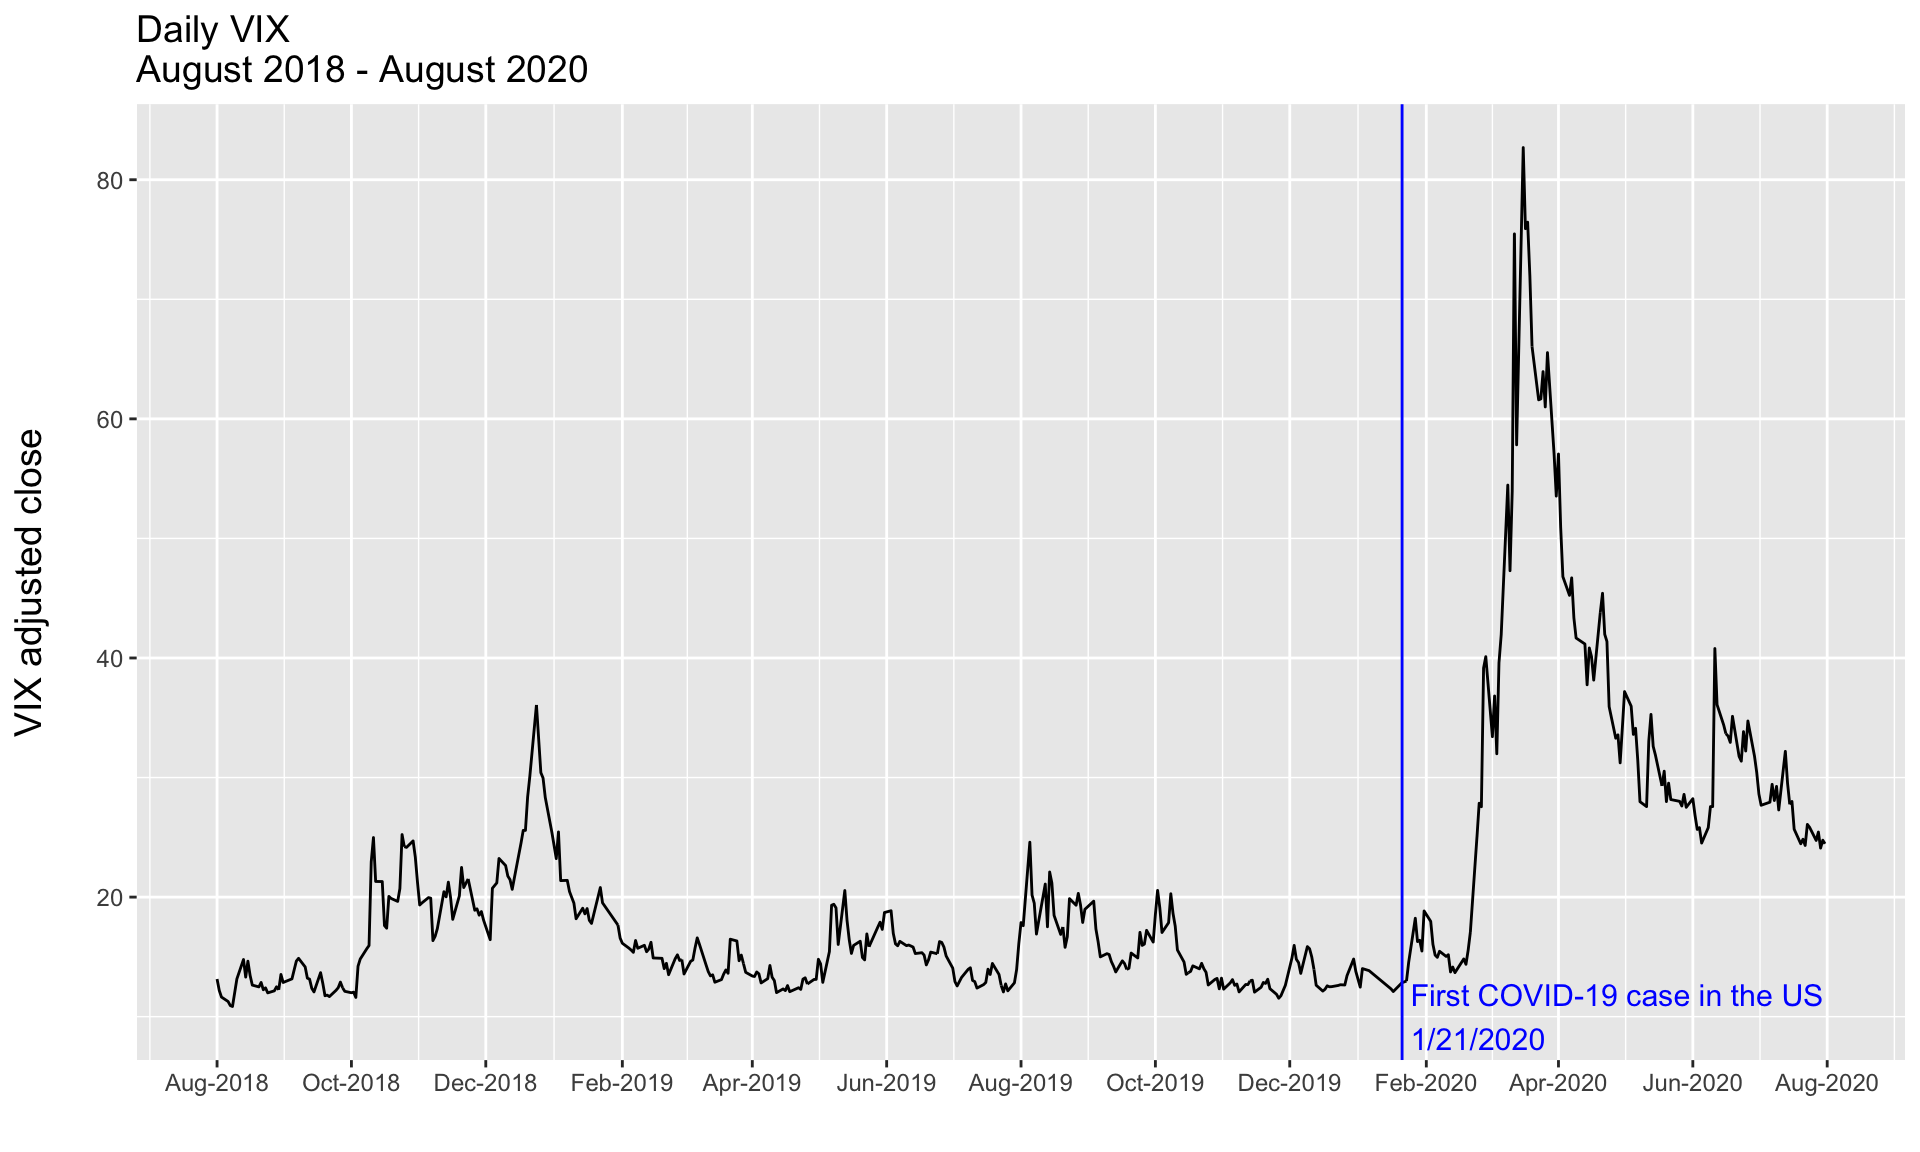 Daily VIX
August 2018 - August 2020
VIX adjusted close
80
60
40
20
First COVID-19 case in the US
1/21/2020
Aug-2018 Oct-2018 Dec-2018 Feb-2019 Apr-2019 Jun-2019 Aug-2019 Oct-2019 Dec-2019 Feb-2020 Apr-2020 Jun-2020 Aug-2020